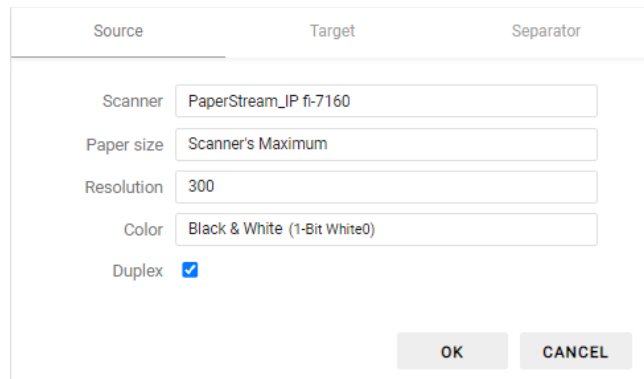 Source Target Separator
Scanner PaperStream_IP fi-7160
Paper size Scanner's Maximum
Resolution 300
Color Black & White (1-Bit White0)
Duplex
OK CANCEL